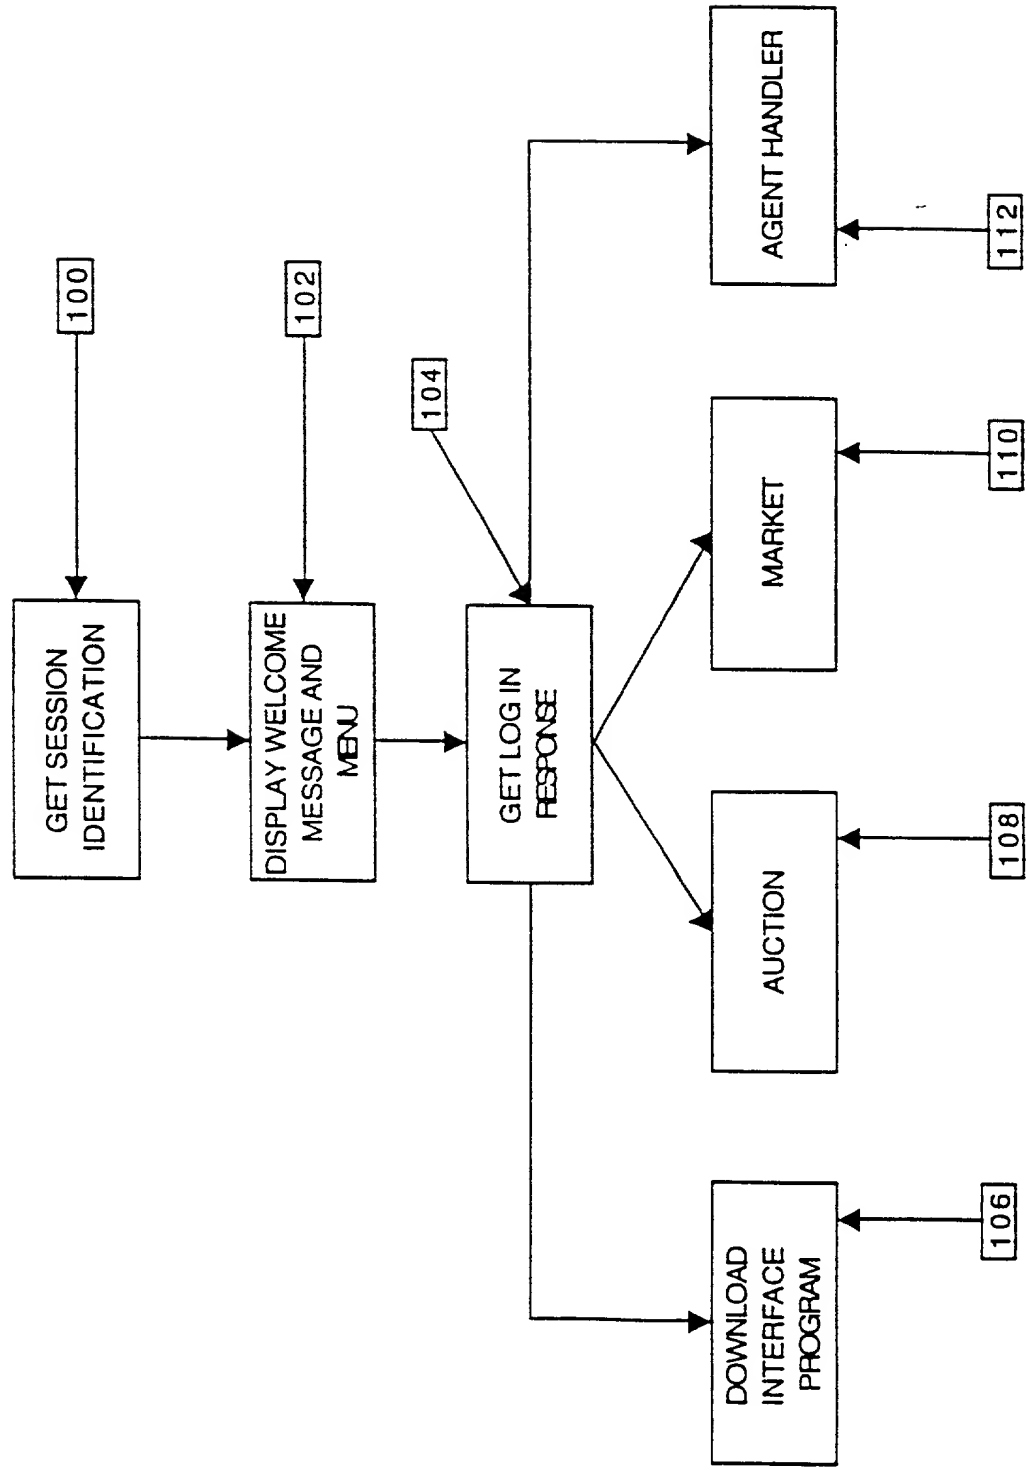 GET SESSION
IDENTIFICATION
100
DISPLAY WELCOME
MESSAGE AND
MENU
102
GET LOG IN
RESPONSE
104
DOWNLOAD
INTERFACE
PROGRAM
106
AUCTION
108
MARKET
110
AGENT HANDLER
112